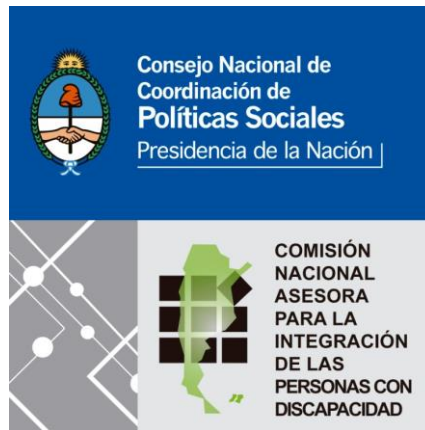 Consejo Nacional de
Coordinación de
Políticas Sociales
Presidencia de la Nación
COMISIÓN
NACIONAL
ASESORA
PARA LA
INTEGRACIÓN
DE LAS
PERSONAS CON
DISCAPACIDAD